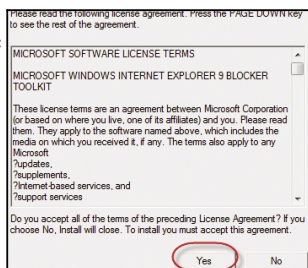 Please read the following license agreement. Press the PAGE DOWN key
to see the rest of the agreement.
MICROSOFT SOFTWARE LICENSE TERMS
MICROSOFT WINDOWS INTERNET EXPLORER 9 BLOCKER
TOOLKIT
These license terms are an agreement between Microsoft Corporation
(or based on where you live, one of its affiliates) and you. Please read
them. They apply to the software named above, which includes the
media on which you received it, if any. The terms also apply to any
Microsoft
?updates,
?supplements,
?Internet-based services, and
?support services
Do you accept all of the terms of the preceding License Agreement? If you
choose No, Install will close. To install you must accept this agreement.
Yes
No